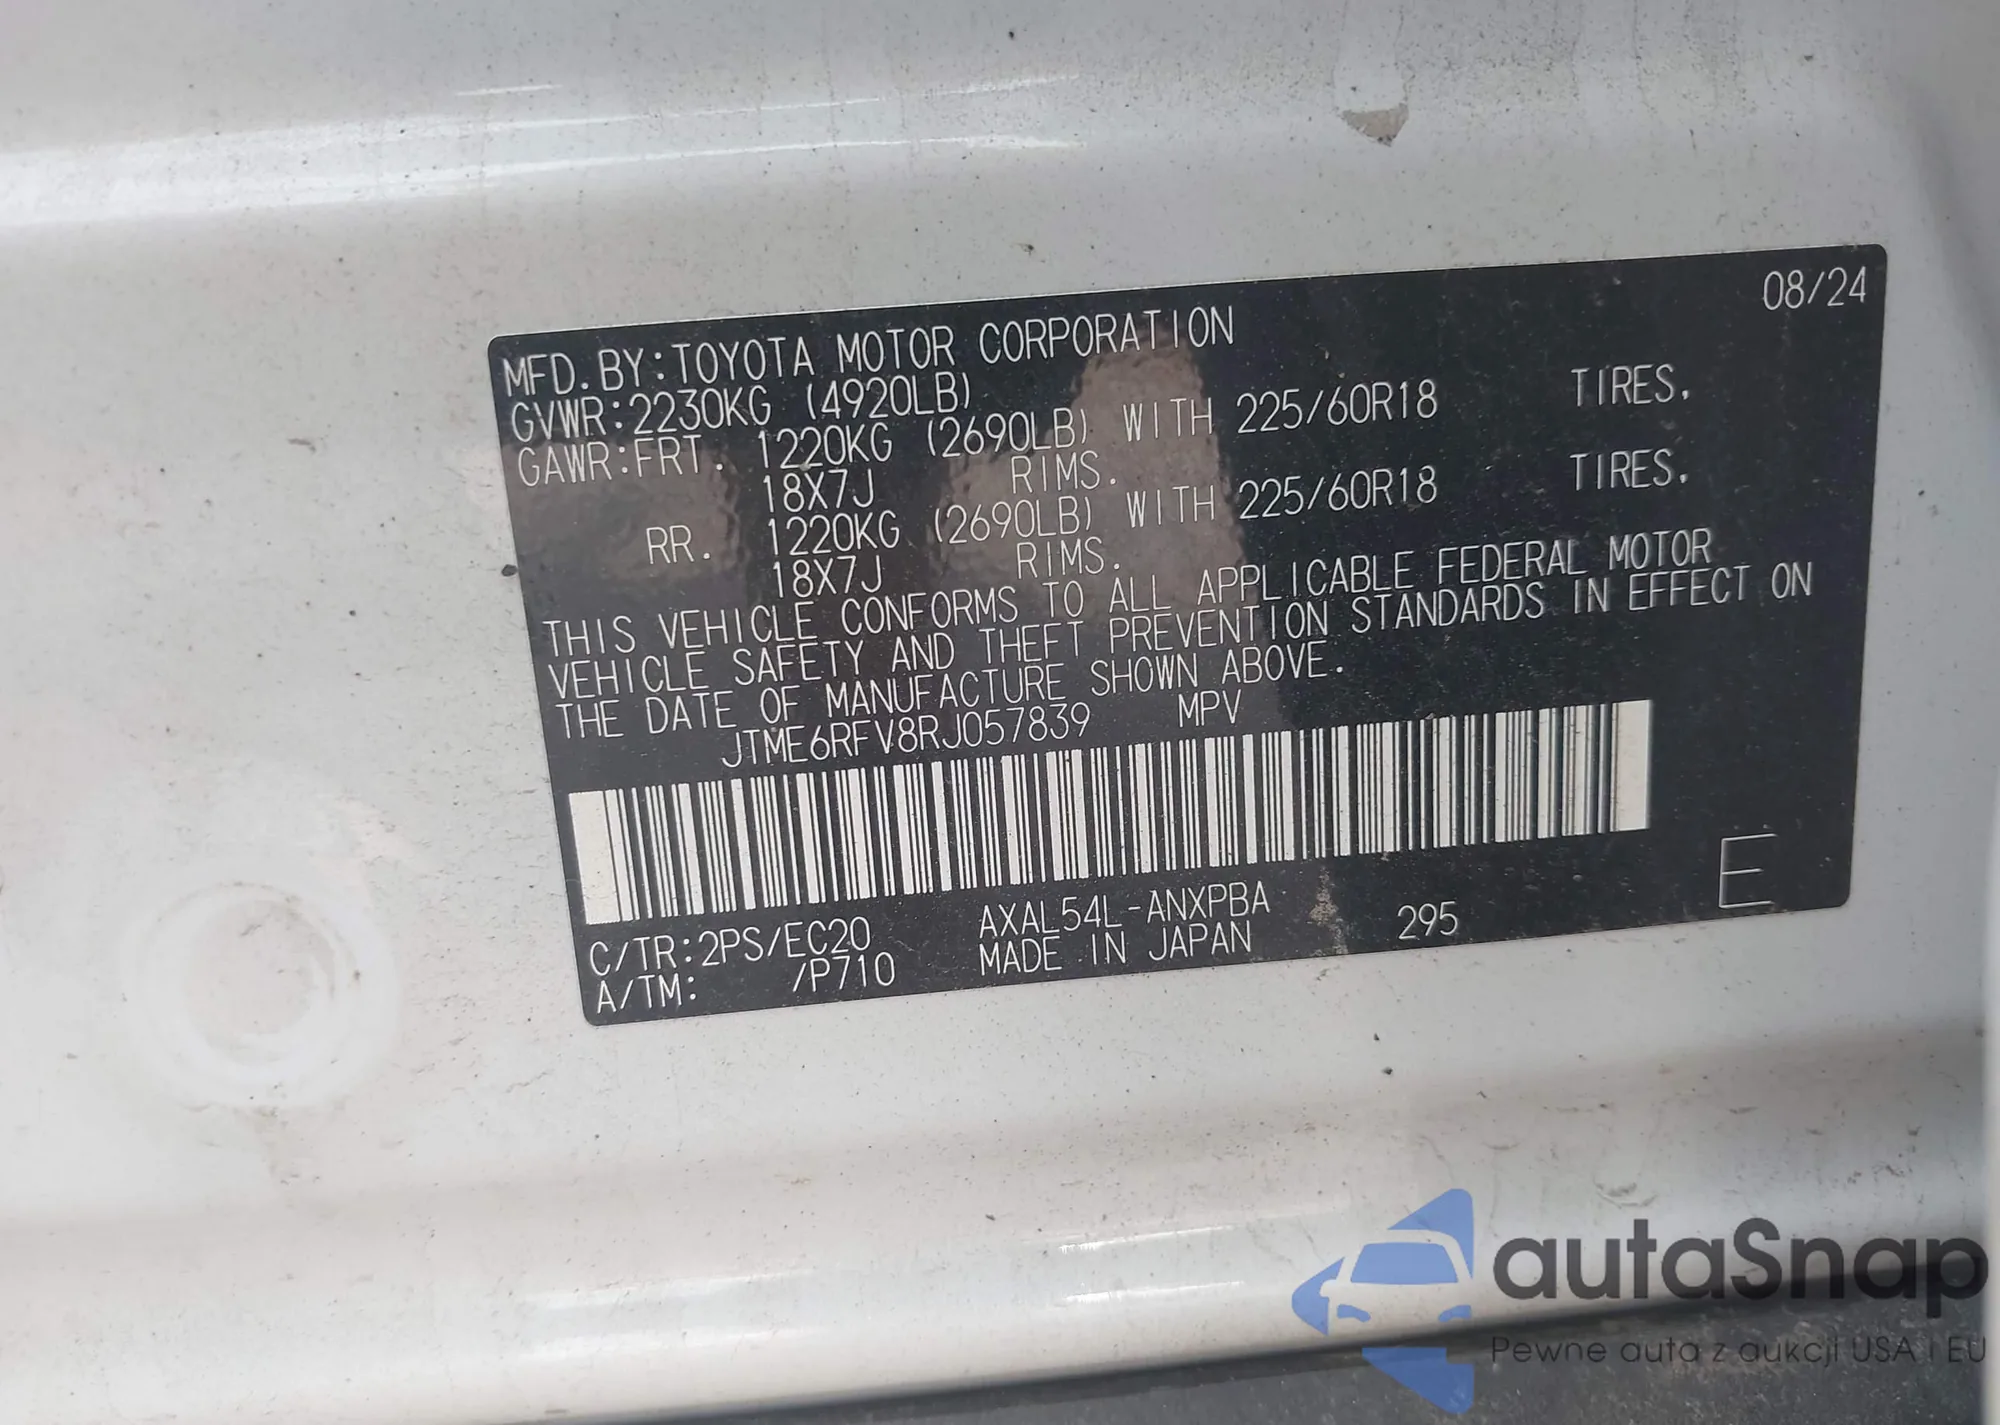 08/24
MFD. BY: TOYOTA MOTOR CORPORATION
GVWR: 2230KG (4920LB)
GAWR: FRT. 1220KG (2690LB) WITH 225/60R18 TIRES.
18X7J RIMS.
RR. 1220KG (2690LB) WITH 225/60R18 TIRES.
18X7J RIMS.
THIS VEHICLE CONFORMS TO ALL APPLICABLE FEDERAL MOTOR
VEHICLE SAFETY AND THEFT PREVENTION STANDARDS IN EFFECT ON
THE DATE OF MANUFACTURE SHOWN ABOVE.
JTME6RFV8RJ057839 MPV
E
C/TR: 2PS/EC20 AXAL54L-ANXPBA 295
A/TM: /P710 MADE IN JAPAN
autaSnap
Pewne auta z aukcji USA i EU